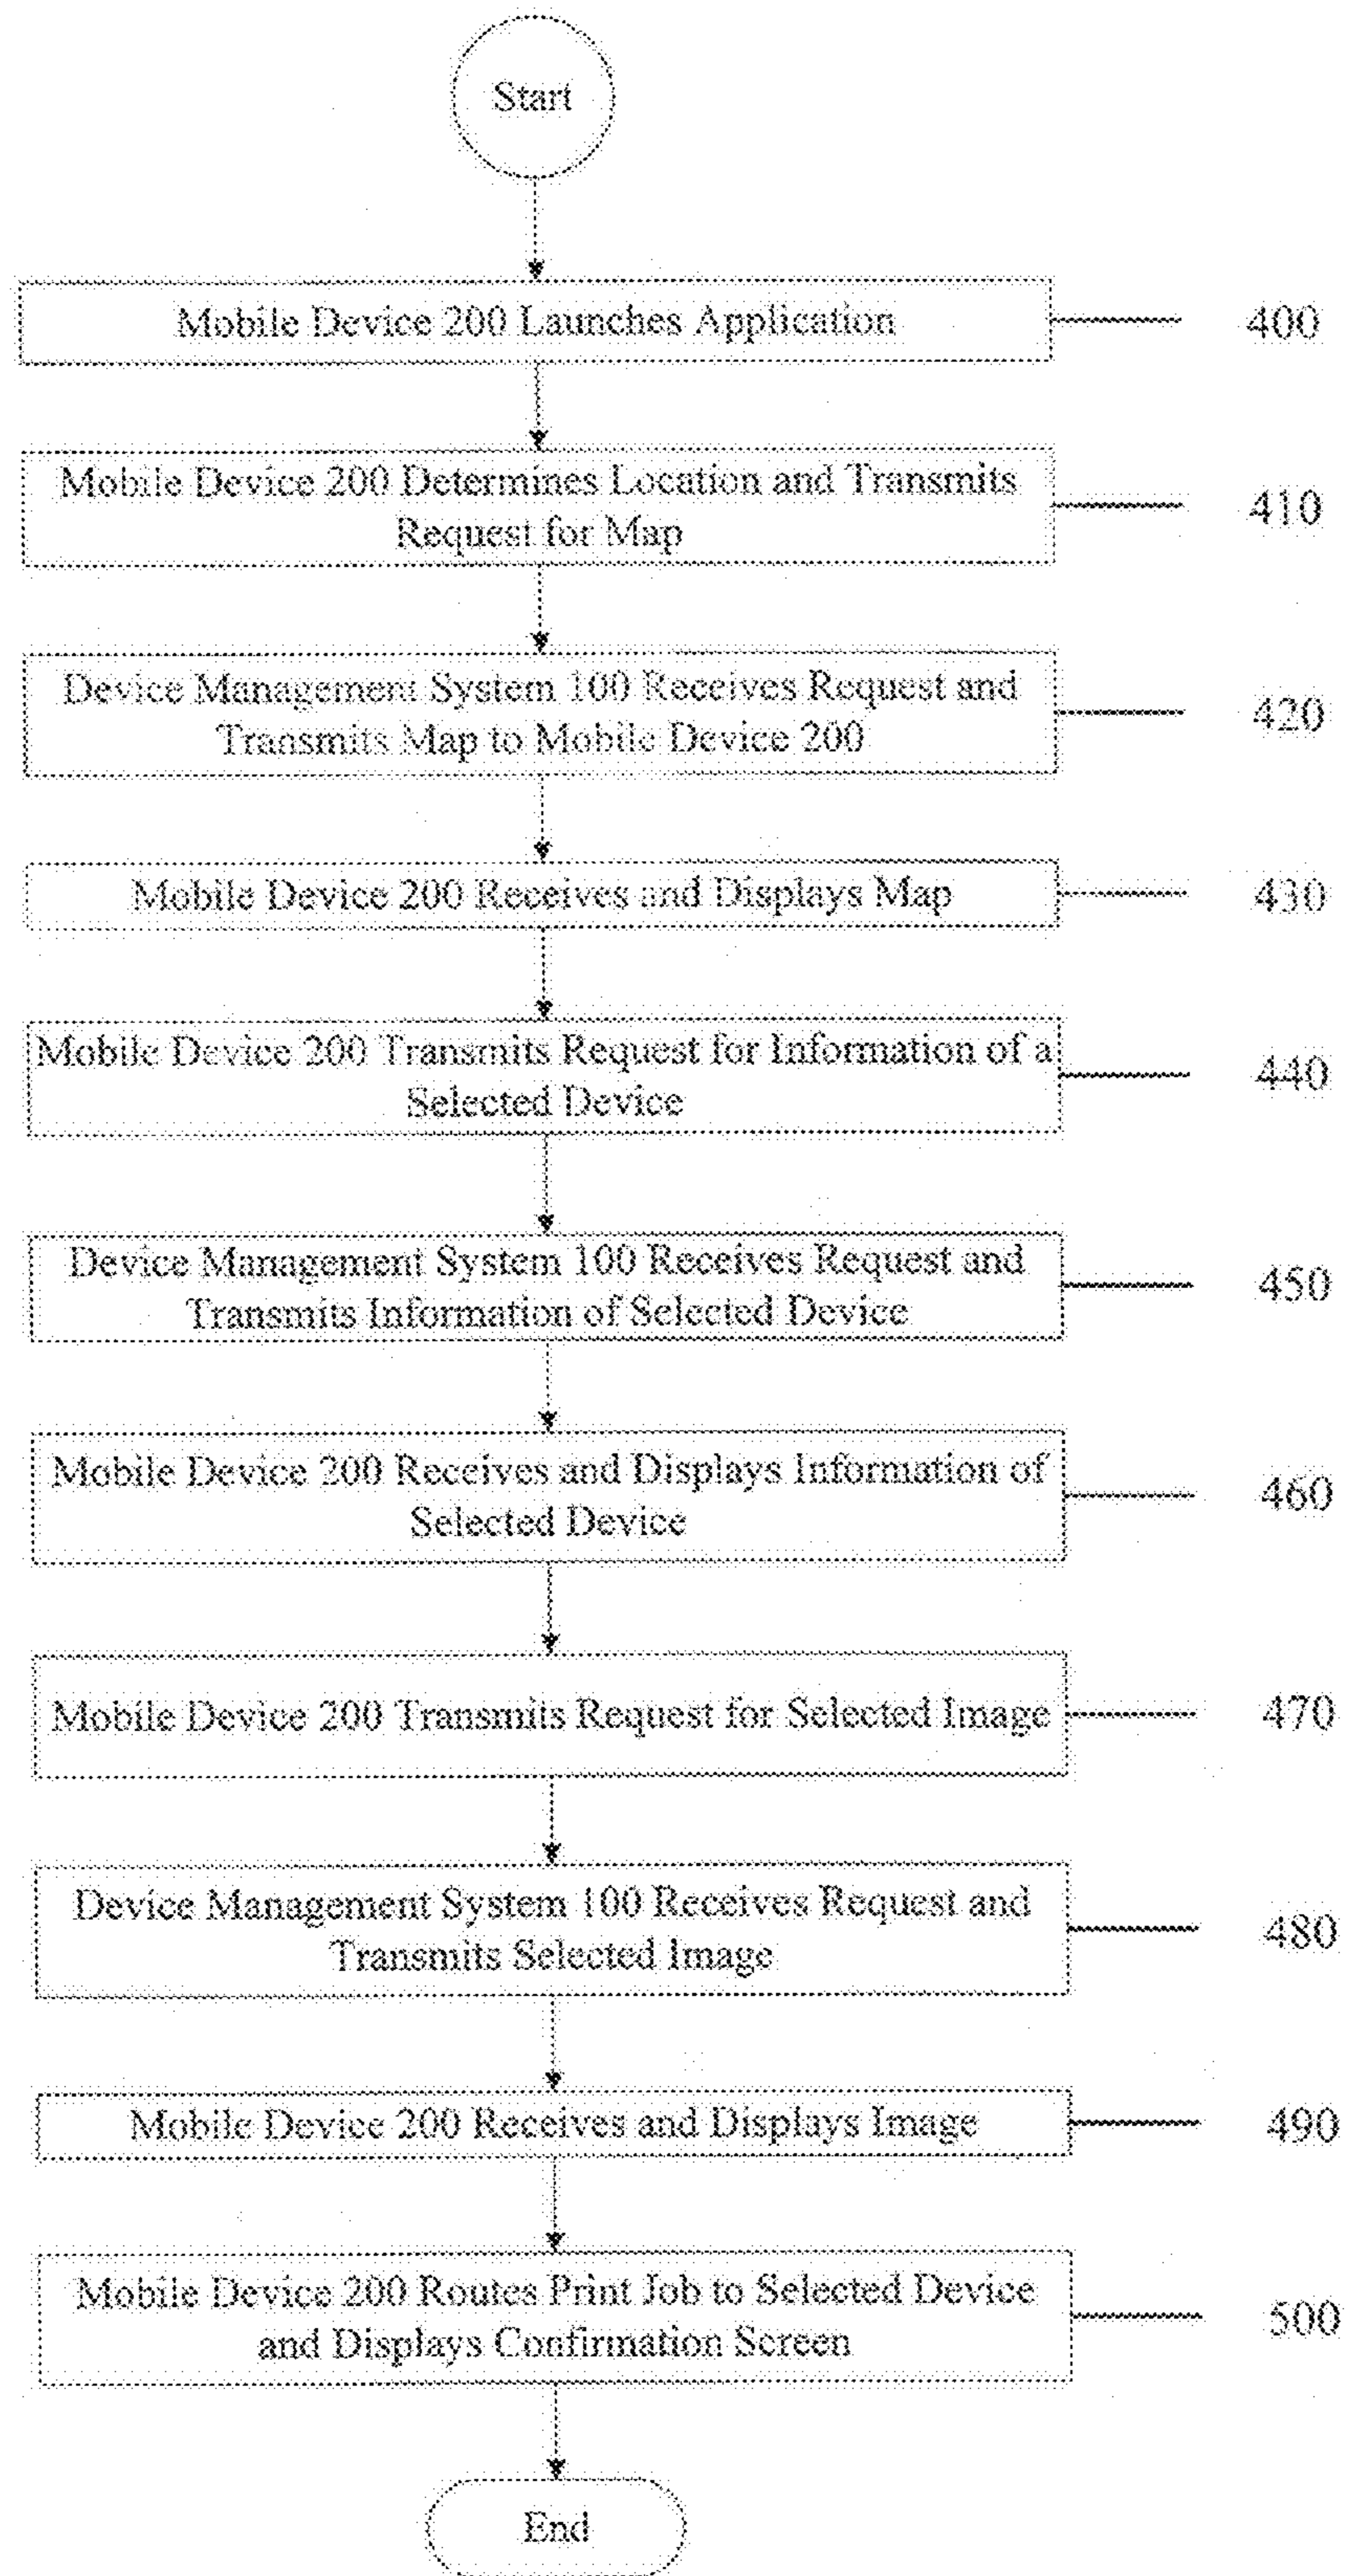 Start
Mobile Device 200 Launches Application
400
Mobile Device 200 Determines Location and Transmits
Request for Map
410
Device Management System 100 Receives Request and
Transmits Map to Mobile Device 200
420
Mobile Device 200 Receives and Displays Map
430
Mobile Device 200 Transmits Request for Information of a
Selected Device
440
Device Management System 100 Receives Request and
Transmits Information of Selected Device
450
Mobile Device 200 Receives and Displays Information of
Selected Device
460
Mobile Device 200 Transmits Request for Selected Image
470
Device Management System 100 Receives Request and
Transmits Selected Image
480
Mobile Device 200 Receives and Displays Image
490
Mobile Device 200 Routes Print Job to Selected Device
and Displays Confirmation Screen
500
End